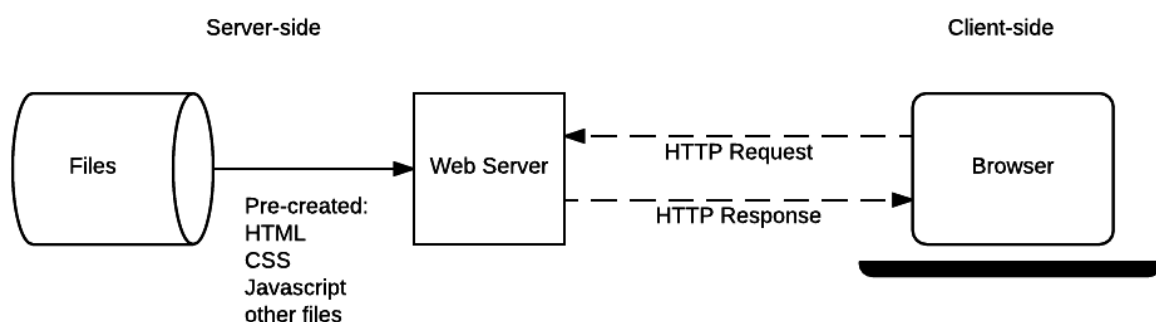 Server-side
Client-side
Files
Web Server
HTTP Request
Browser
Pre-created:
HTML
CSS
Javascript
other files
HTTP Response